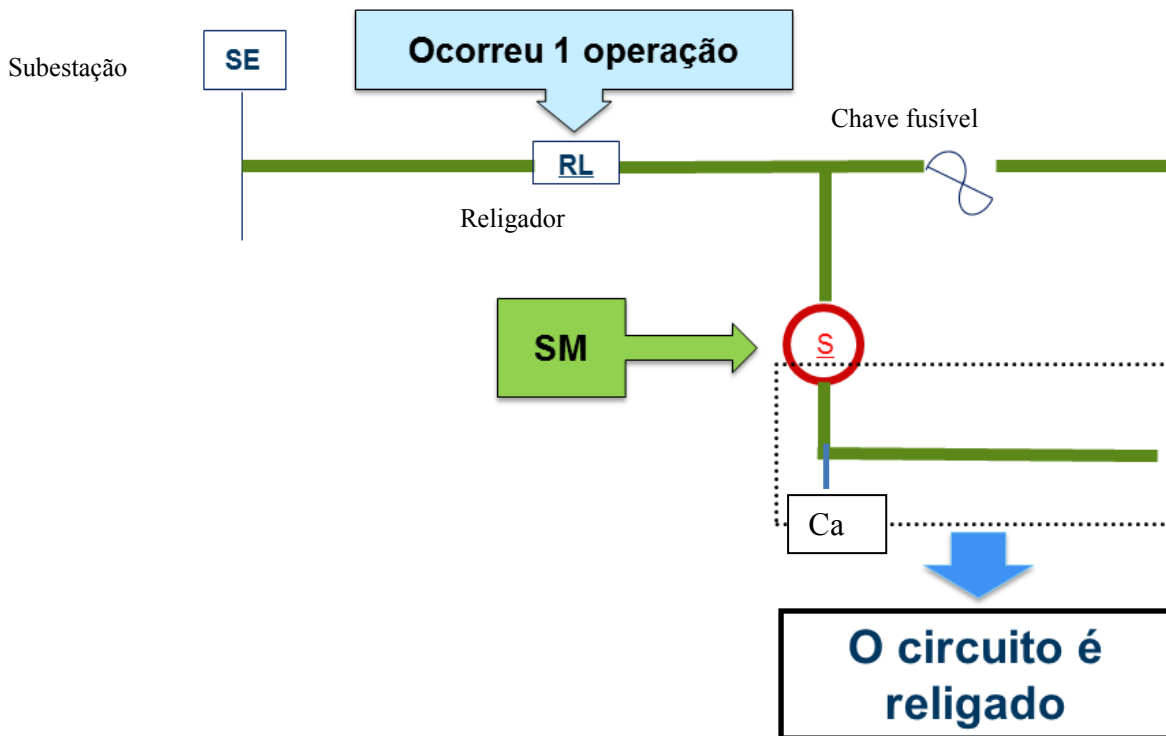 Subestação
SE
Ocorreu 1 operação
Chave fusível
RL
Religador
SM
S
Ca
O circuito é
religado